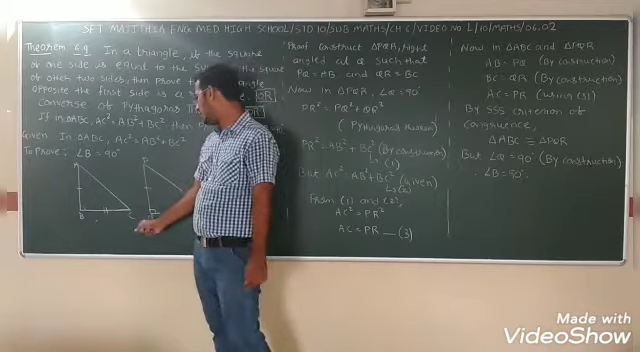 SET MAJITHIA ENG MED HIGH SCHOOL/STD 10/SUB MATHS/CH 6/VIDEO No 2/10/MATHS/06.02
Theorem 6.9 In a triangle, if the square
of one side is equal to the sum of the square
of other two sides, then prove
opposite the first side is a OR
converse of Pythagoras
If in ΔABC, AC² = AB² + BC² then
Given In ΔABC, AC² = AB² + BC²
To Prove: ∠B = 90°
A
B
C
P
Proof Construct ΔPQR, right
angled at Q such that
PQ = AB and QR = BC
Now in ΔPQR, ∠Q = 90°
PR² = PQ² + QR²
(Pythagoras theorem)
PR² = AB² + BC² (By construction)
(1)
But AC² = AB² + BC² (Given)
(2)
From (1) and (2),
AC² = PR²
AC = PR — (3)
Now in ΔABC and ΔPQR
AB = PQ (By construction)
BC = QR (By construction)
AC = PR (using (3))
By SSS criterion of
congruence,
ΔABC ≅ ΔPQR
But ∠Q = 90° (By construction)
∴ ∠B = 90°.
Made with
VideoShow